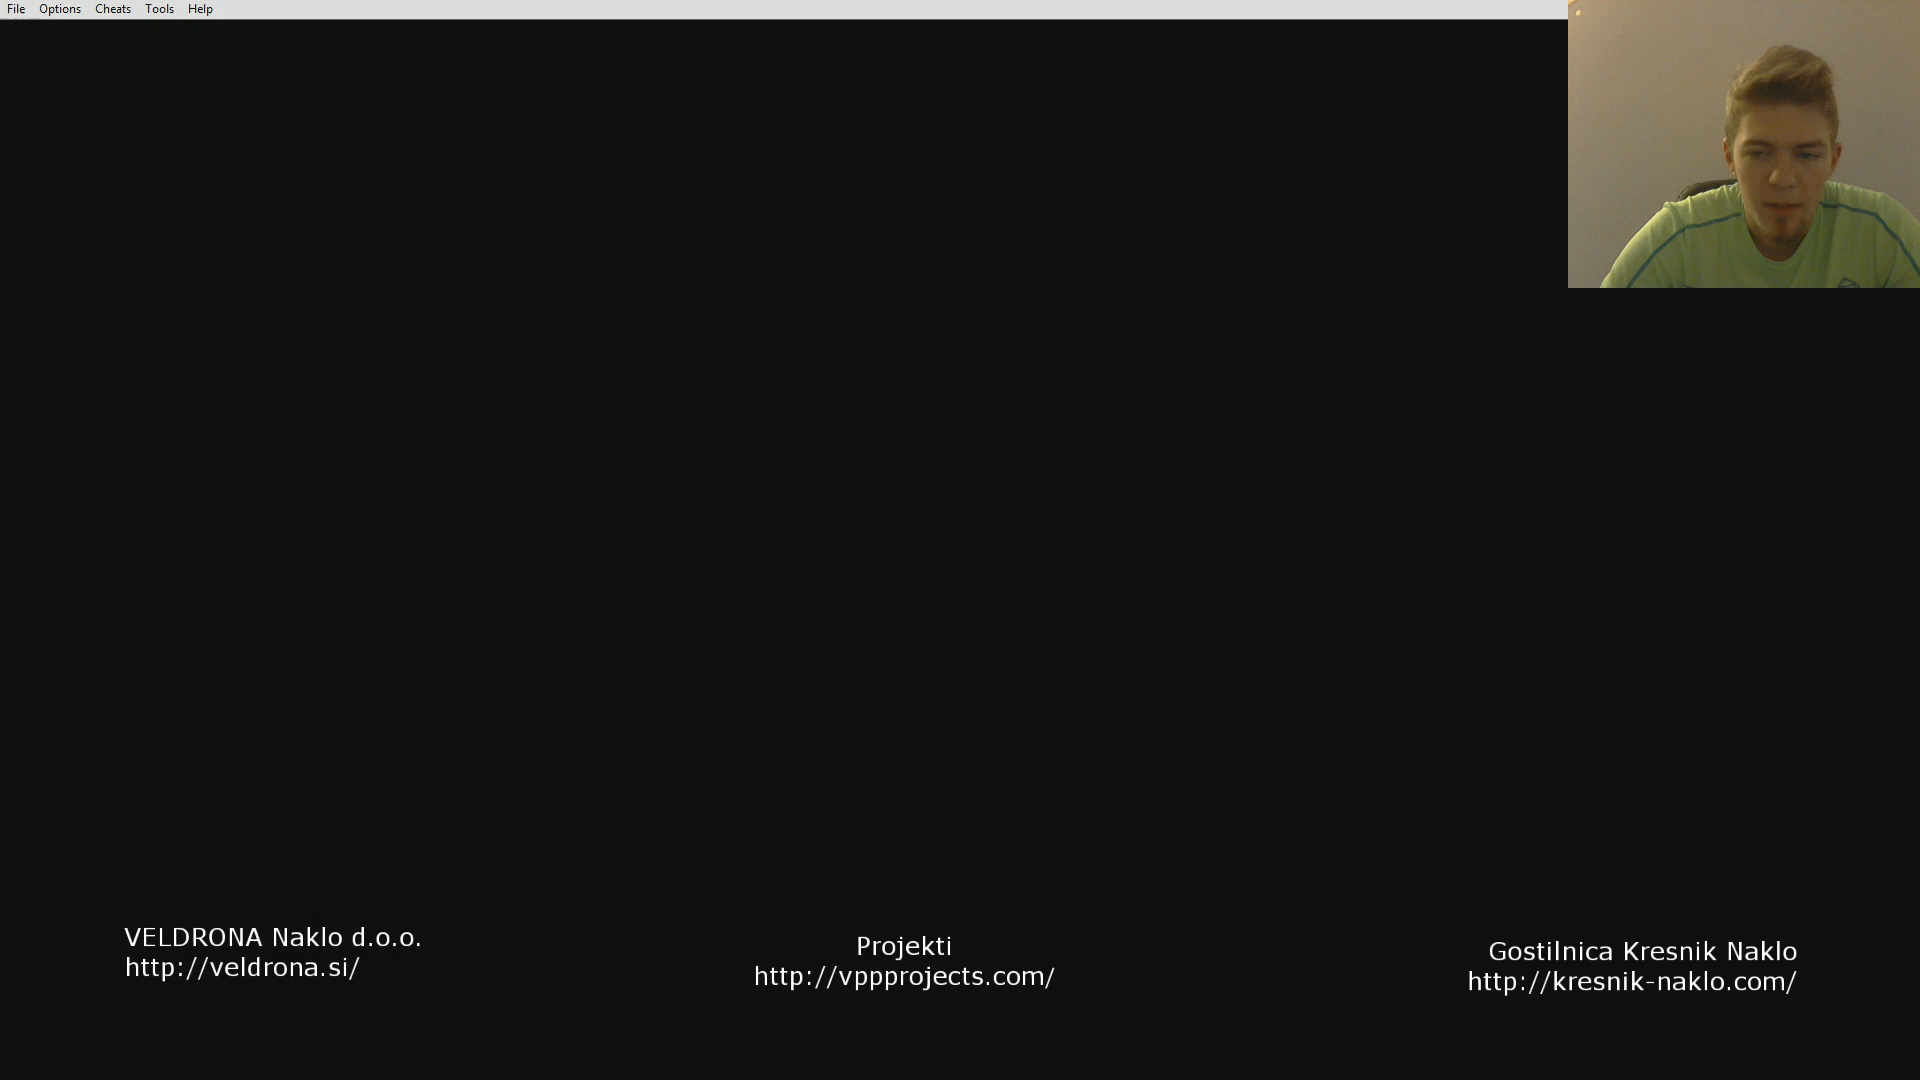 File Options Cheats Tools Help
VELDRONA Naklo d.o.o.
http://veldrona.si/
Projekti
http://vppprojects.com/
Gostilnica Kresnik Naklo
http://kresnik-naklo.com/